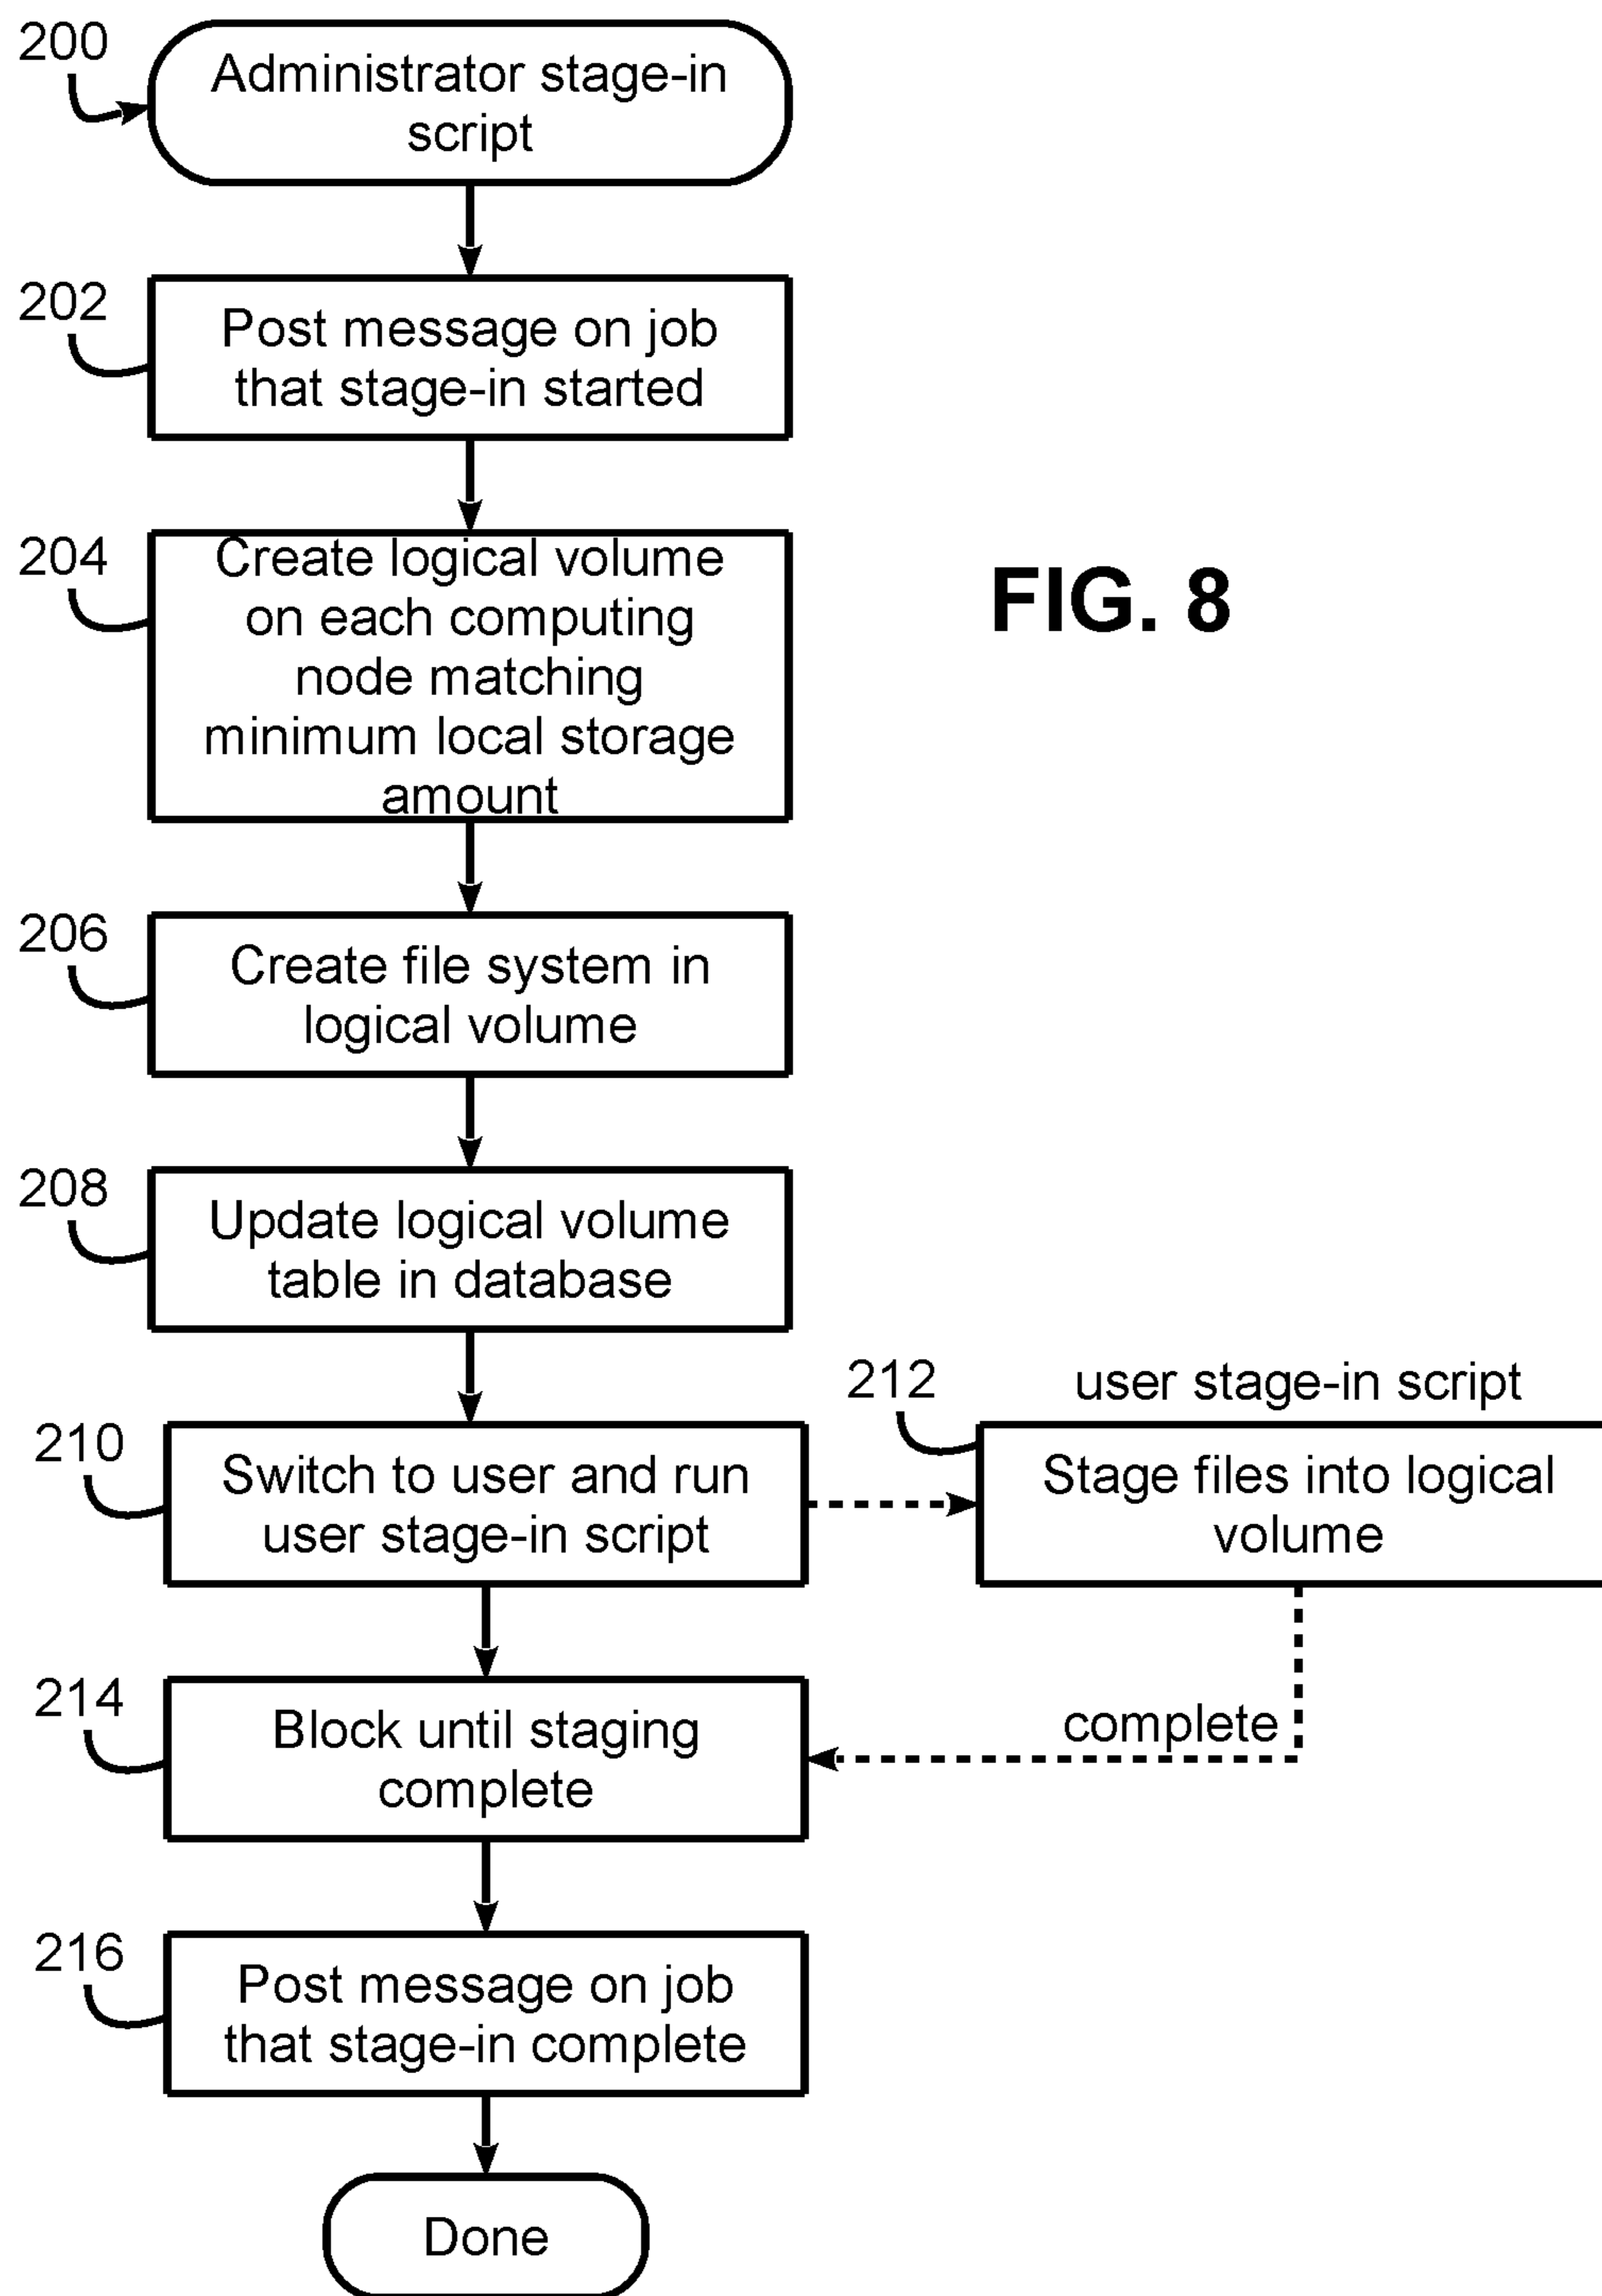 200
Administrator stage-in
script
202
Post message on job
that stage-in started
204
Create logical volume
on each computing
node matching
minimum local storage
amount
FIG. 8
206
Create file system in
logical volume
208
Update logical volume
table in database
210
Switch to user and run
user stage-in script
212
user stage-in script
Stage files into logical
volume
214
Block until staging
complete
complete
216
Post message on job
that stage-in complete
Done